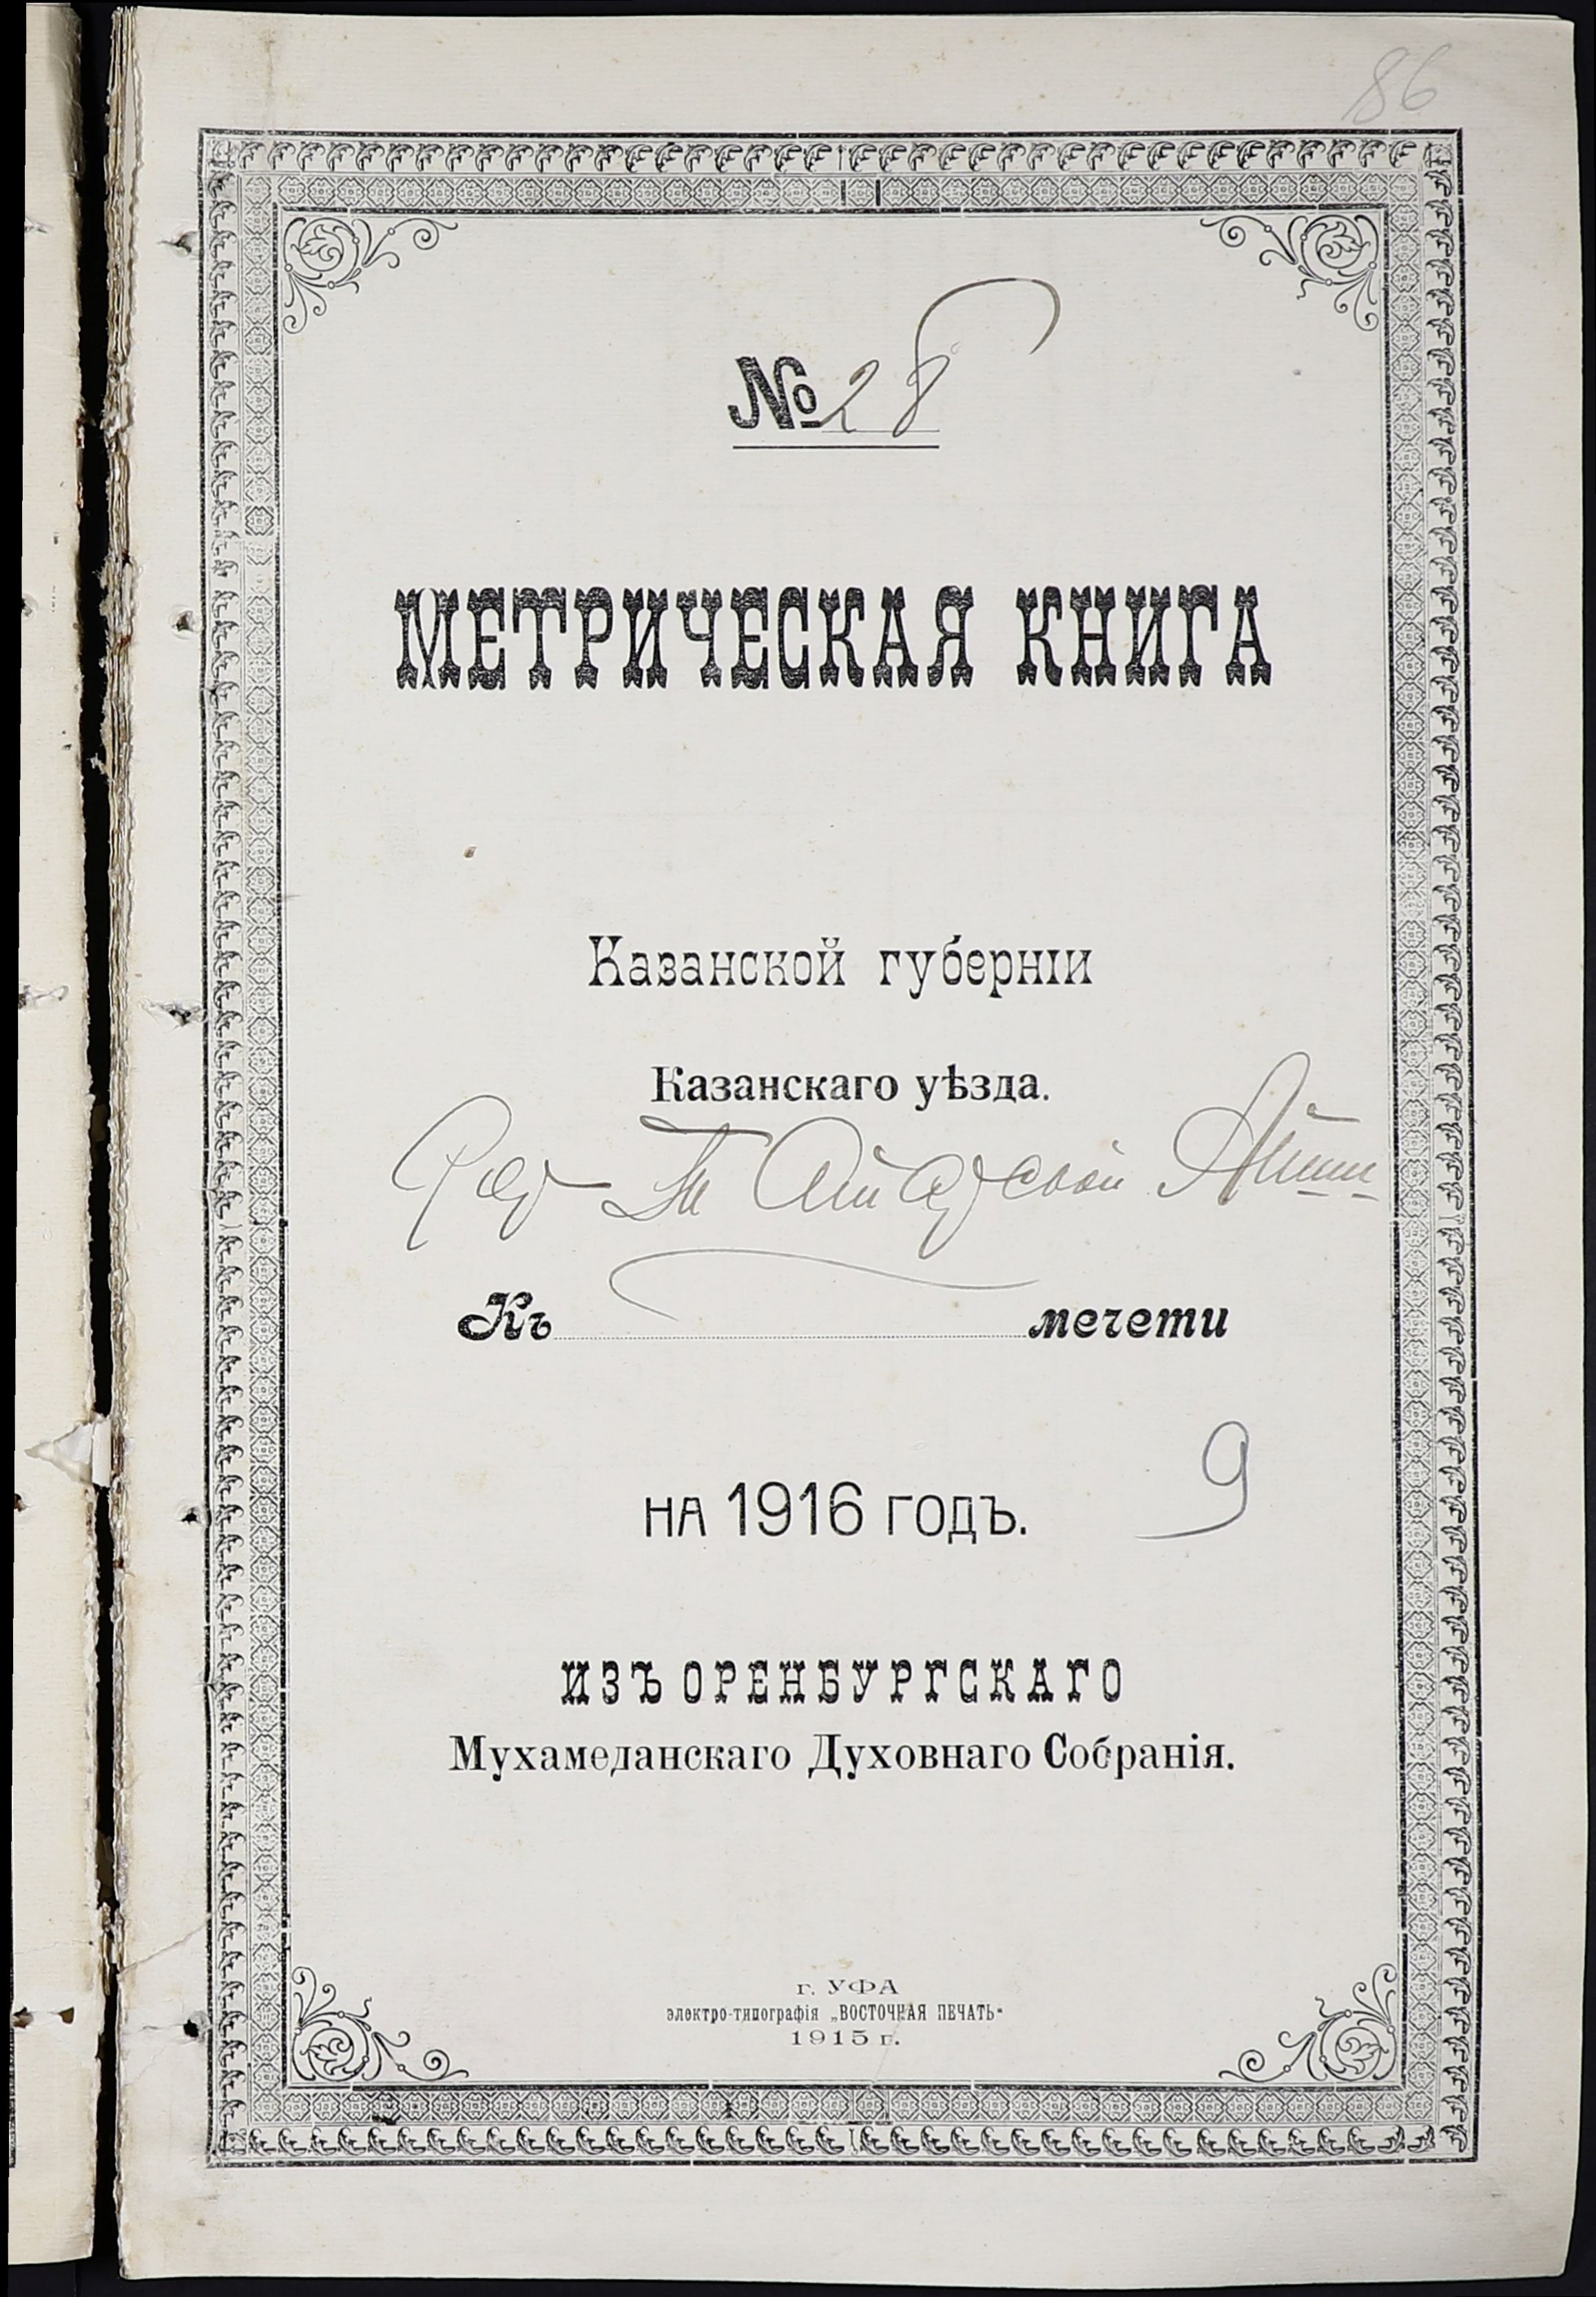 86
№ 28
МЕТРИЧЕСКАЯ КНИГА
Казанской губерніи
Казанскаго уѣзда.
Айши
Къ мечети
НА 1916 ГОДЪ.
9
ИЗЪ ОРЕНБУРГСКАГО
Мухамеданскаго Духовнаго Собранія.
г. УФА
электро-типографія „ВОСТОЧНАЯ ПЕЧАТЬ“
1915 г.